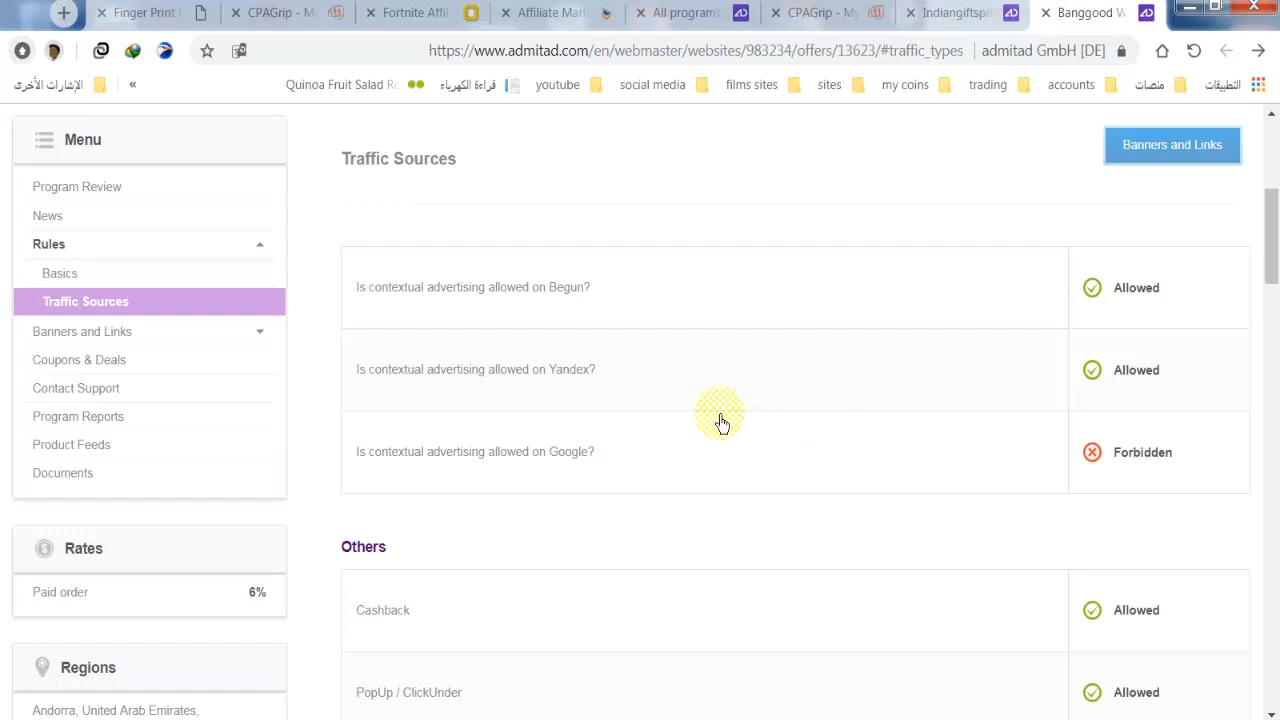 Finger Print
CPAGrip - My
Fortnite Affil
Affiliate Mark
All programs
CPAGrip - My
Indiangiftspo
Banggood W
https://www.admitad.com/en/webmaster/websites/983234/offers/13623/#traffic_types
admitad GmbH [DE]
الإشارات الأخرى
«
Quinoa Fruit Salad Re
قراءة الكهرباء
youtube
social media
films sites
sites
my coins
trading
accounts
منصات
التطبيقات
Menu
Program Review
News
Rules
Basics
Traffic Sources
Banners and Links
Coupons & Deals
Contact Support
Program Reports
Product Feeds
Documents
Rates
Paid order 6%
Regions
Andorra, United Arab Emirates,
Traffic Sources
Banners and Links
Is contextual advertising allowed on Begun? Allowed
Is contextual advertising allowed on Yandex? Allowed
Is contextual advertising allowed on Google? Forbidden
Others
Cashback Allowed
PopUp / ClickUnder Allowed